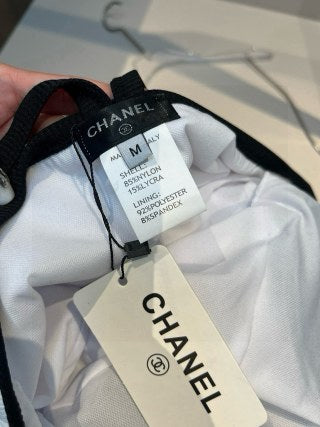 CHANEL
M
MADE IN ITALY
SHELL:
85%NYLON
15%LYCRA
LINING:
92%POLYESTER
8%SPANDEX
CHANEL